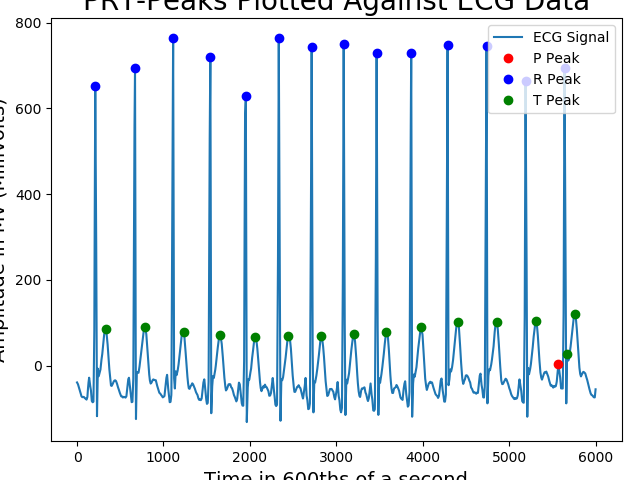 PRT-Peaks Plotted Against ECG Data
Amplitude in MV (Millivolts)
800
600
400
200
0
ECG Signal
P Peak
R Peak
T Peak
0
1000
2000
3000
4000
5000
6000
Time in 600ths of a second